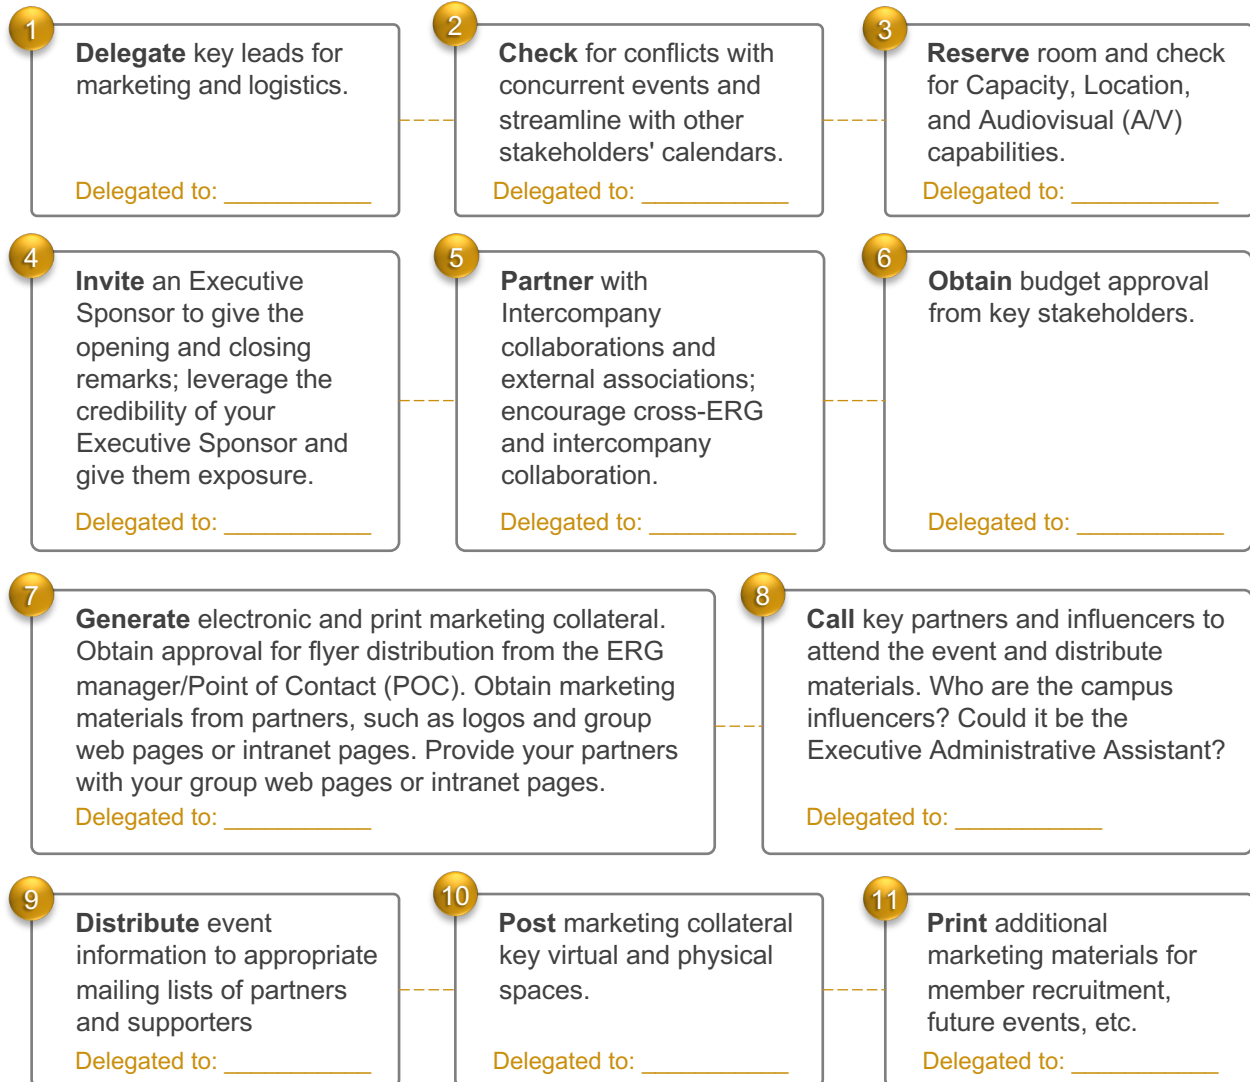 1
Delegate key leads for
marketing and logistics.
Delegated to: ___________
2
Check for conflicts with
concurrent events and
streamline with other
stakeholders' calendars.
Delegated to: ___________
3
Reserve room and check
for Capacity, Location,
and Audiovisual (A/V)
capabilities.
Delegated to: ___________
4
Invite an Executive
Sponsor to give the
opening and closing
remarks; leverage the
credibility of your
Executive Sponsor and
give them exposure.
Delegated to: ___________
5
Partner with
Intercompany
collaborations and
external associations;
encourage cross-ERG
and intercompany
collaboration.
Delegated to: ___________
6
Obtain budget approval
from key stakeholders.
Delegated to: ___________
7
Generate electronic and print marketing collateral.
Obtain approval for flyer distribution from the ERG
manager/Point of Contact (POC). Obtain marketing
materials from partners, such as logos and group
web pages or intranet pages. Provide your partners
with your group web pages or intranet pages.
Delegated to: ___________
8
Call key partners and influencers to
attend the event and distribute
materials. Who are the campus
influencers? Could it be the
Executive Administrative Assistant?
Delegated to: ___________
9
Distribute event
information to appropriate
mailing lists of partners
and supporters
Delegated to: ___________
10
Post marketing collateral
key virtual and physical
spaces.
Delegated to: ___________
11
Print additional
marketing materials for
member recruitment,
future events, etc.
Delegated to: ___________